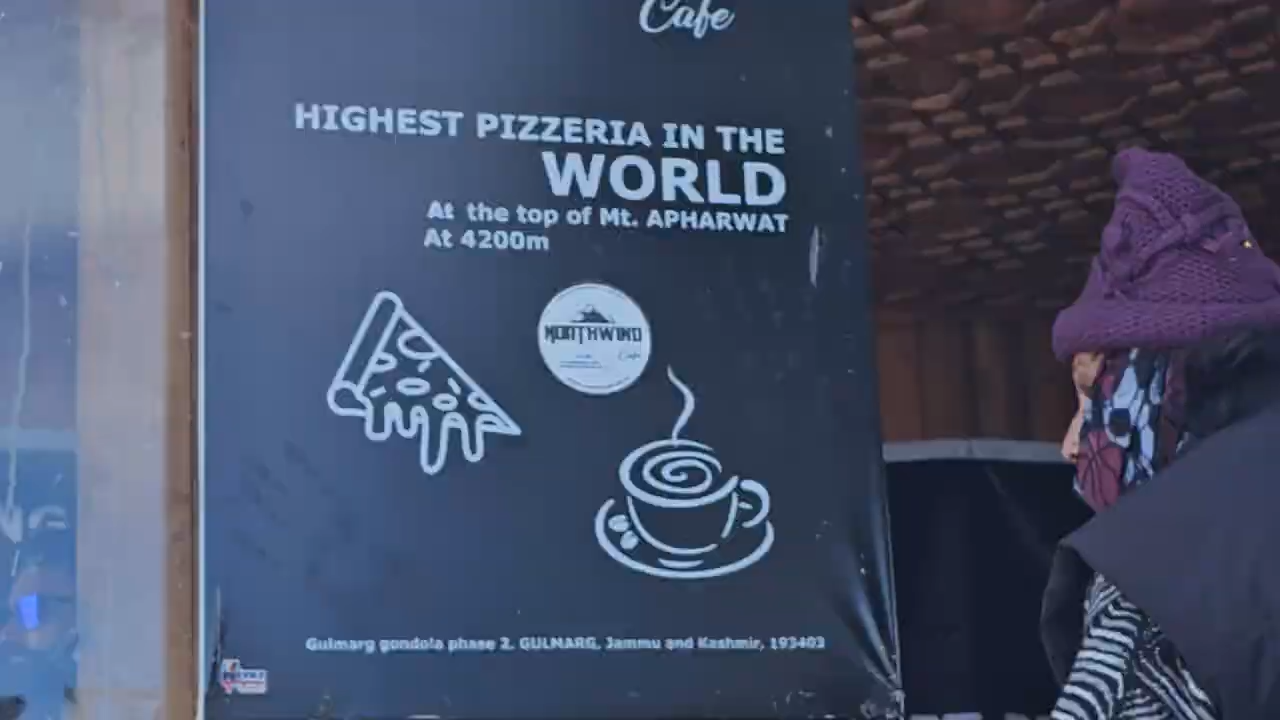 Cafe
HIGHEST PIZZERIA IN THE
WORLD
At the top of Mt. APHARWAT
At 4200m
NORTHWIND
Cafe
Gulmarg gondola phase 2, GULMARG, Jammu and Kashmir, 193403